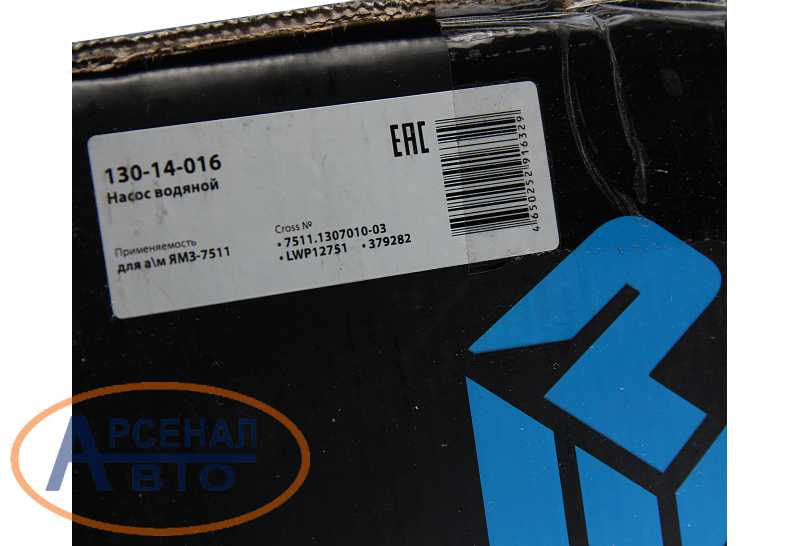 130-14-016
Насос водяной
Применяемость
для а\м ЯМЗ-7511
Cross №
• 7511.1307010-03
• LWP12751 • 379282
EAC
4650252916329
АРСЕНАЛ
АВТО